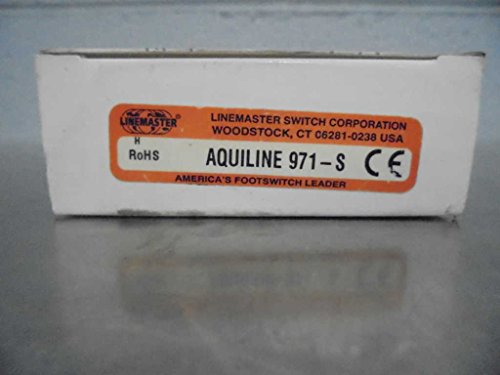 LINEMASTER
LINEMASTER SWITCH CORPORATION
WOODSTOCK, CT 06281-0238 USA
H
RoHS
AQUILINE 971-S CE
AMERICA'S FOOTSWITCH LEADER